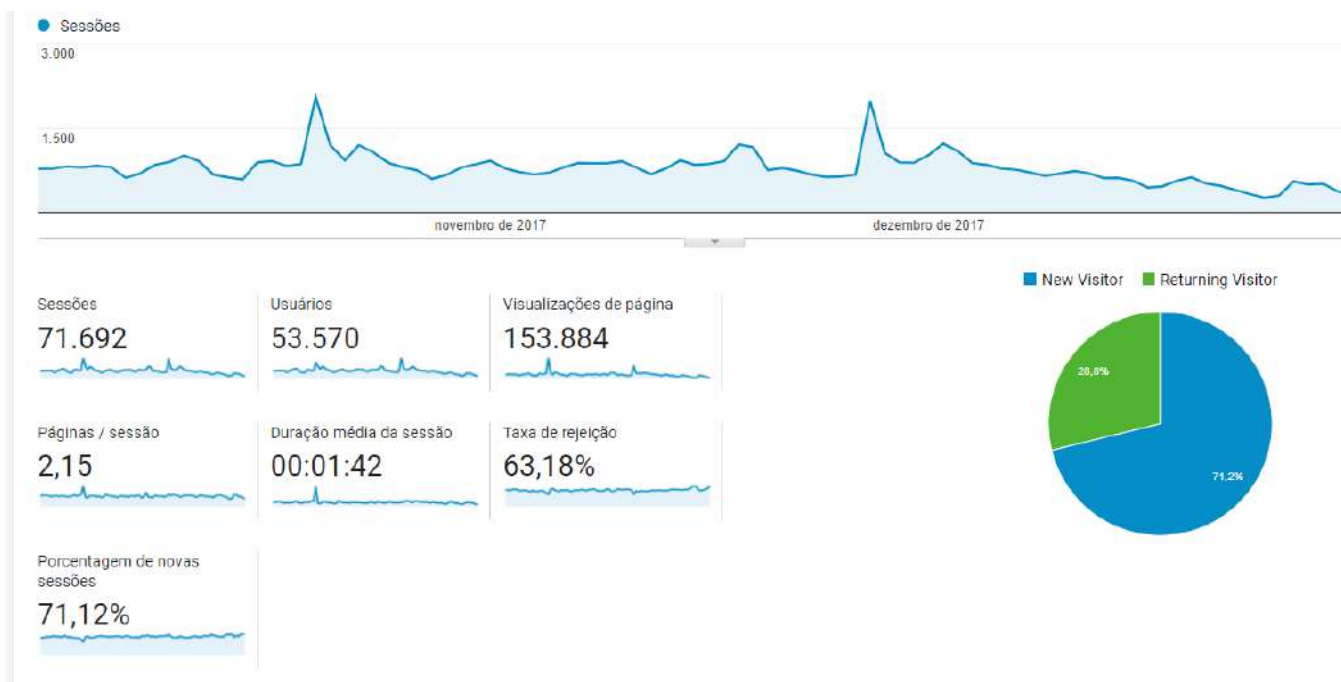 Sessões
3.000
1.500
novembro de 2017
dezembro de 2017
New Visitor
Returning Visitor
Sessões
71.692
Usuários
53.570
Visualizações de página
153.884
Páginas / sessão
2,15
Duração média da sessão
00:01:42
Taxa de rejeição
63,18%
Porcentagem de novas
sessões
71,12%
28,8%
71,2%